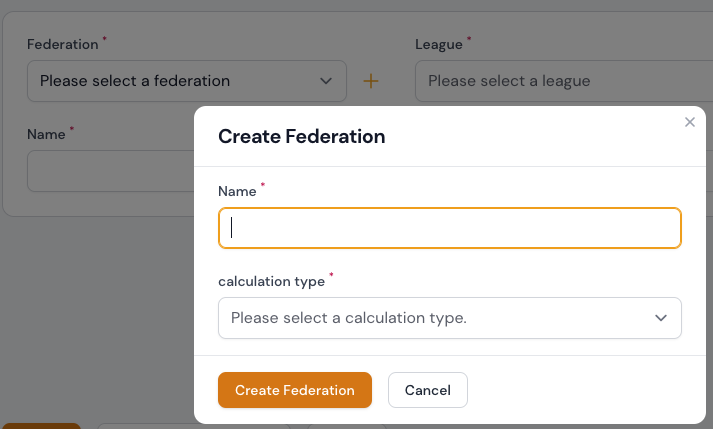 Federation *
League *
Please select a federation
Please select a league
Name *
Create Federation
Name *
calculation type *
Please select a calculation type.
Create Federation
Cancel